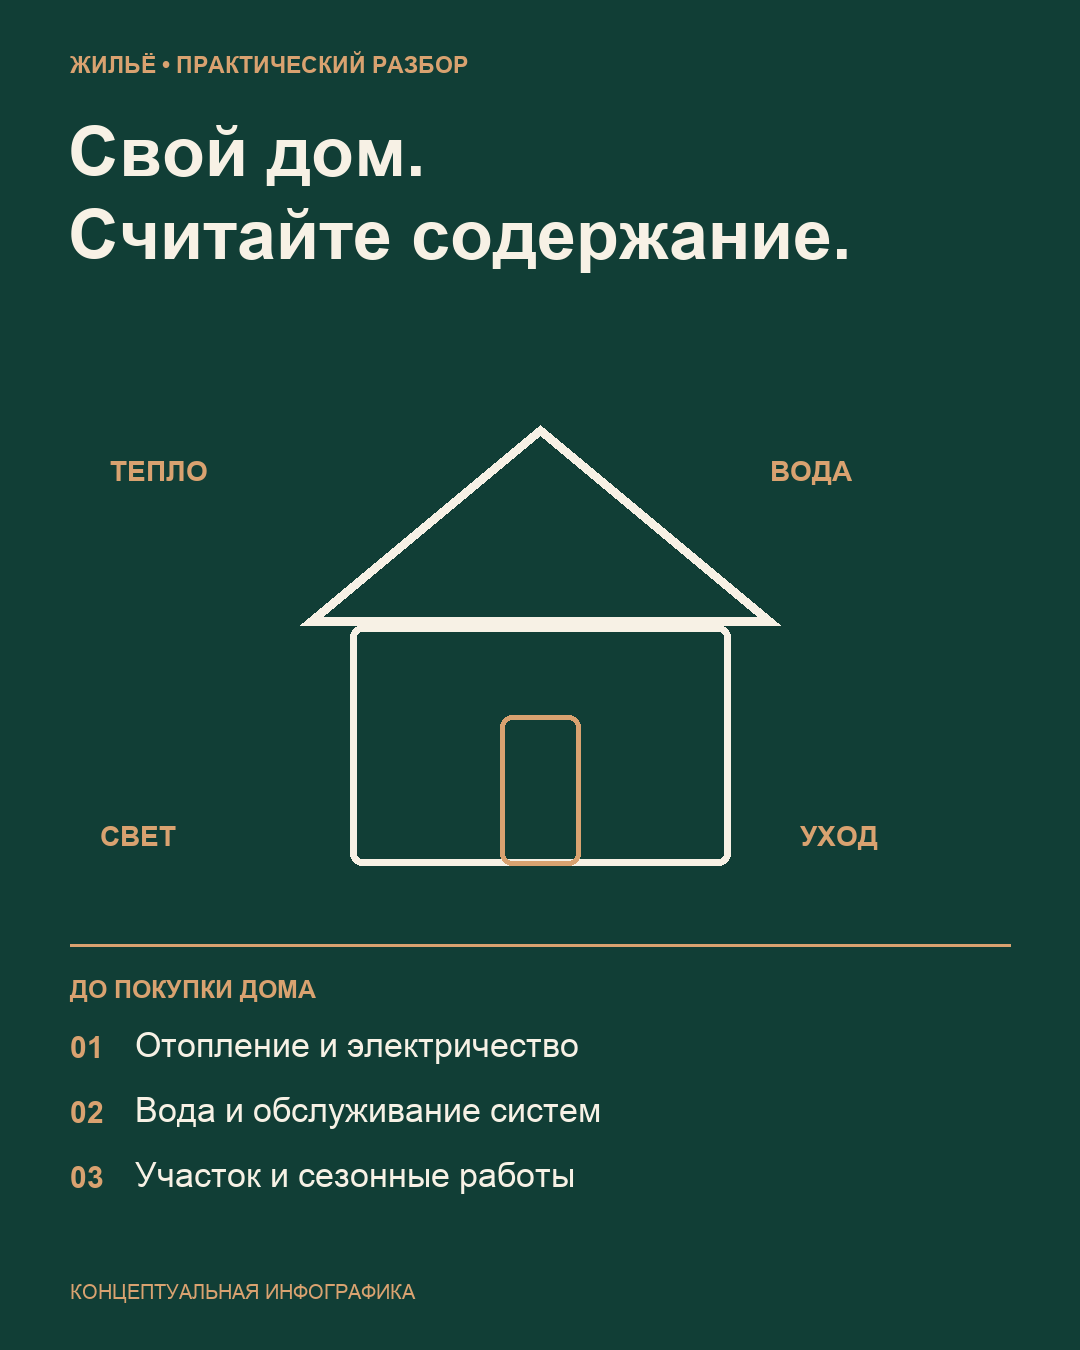 ЖИЛЬЁ • ПРАКТИЧЕСКИЙ РАЗБОР
Свой дом.
Считайте содержание.
ТЕПЛО
ВОДА
СВЕТ
УХОД
ДО ПОКУПКИ ДОМА
01 Отопление и электричество
02 Вода и обслуживание систем
03 Участок и сезонные работы
КОНЦЕПТУАЛЬНАЯ ИНФОГРАФИКА